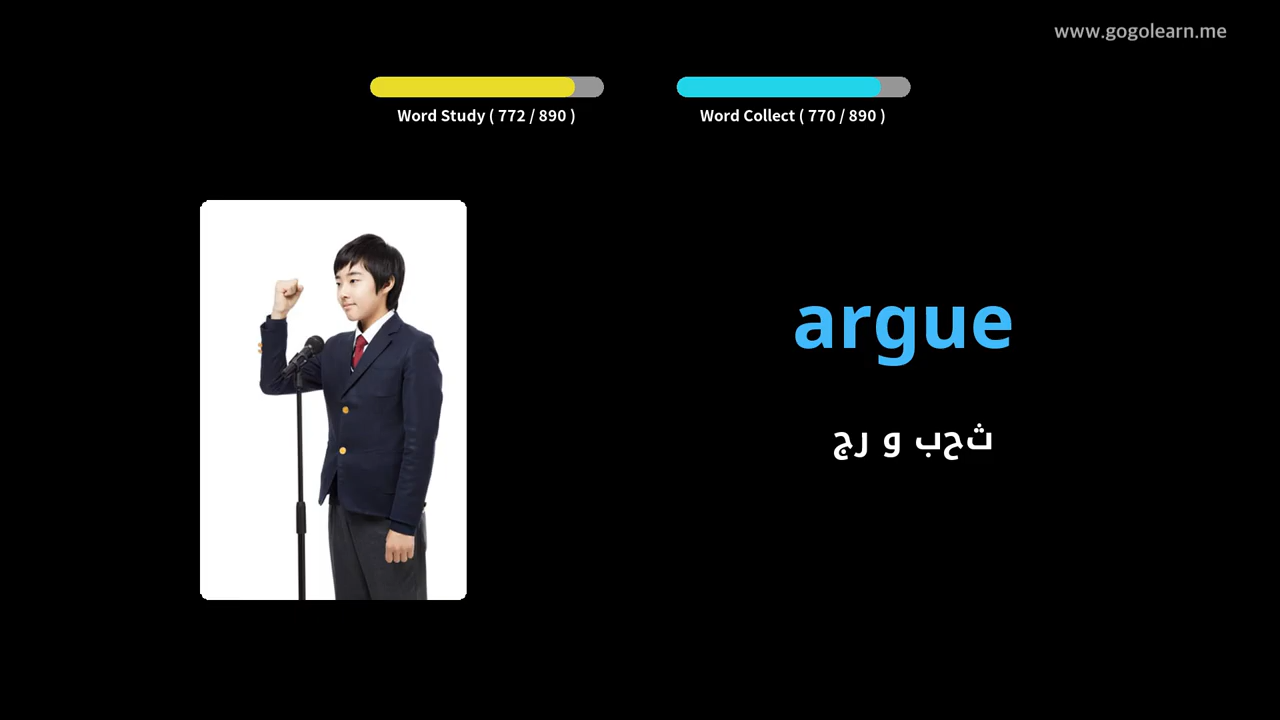 www.gogolearn.me
Word Study ( 772 / 890 )
Word Collect ( 770 / 890 )
argue
ثحب و رج